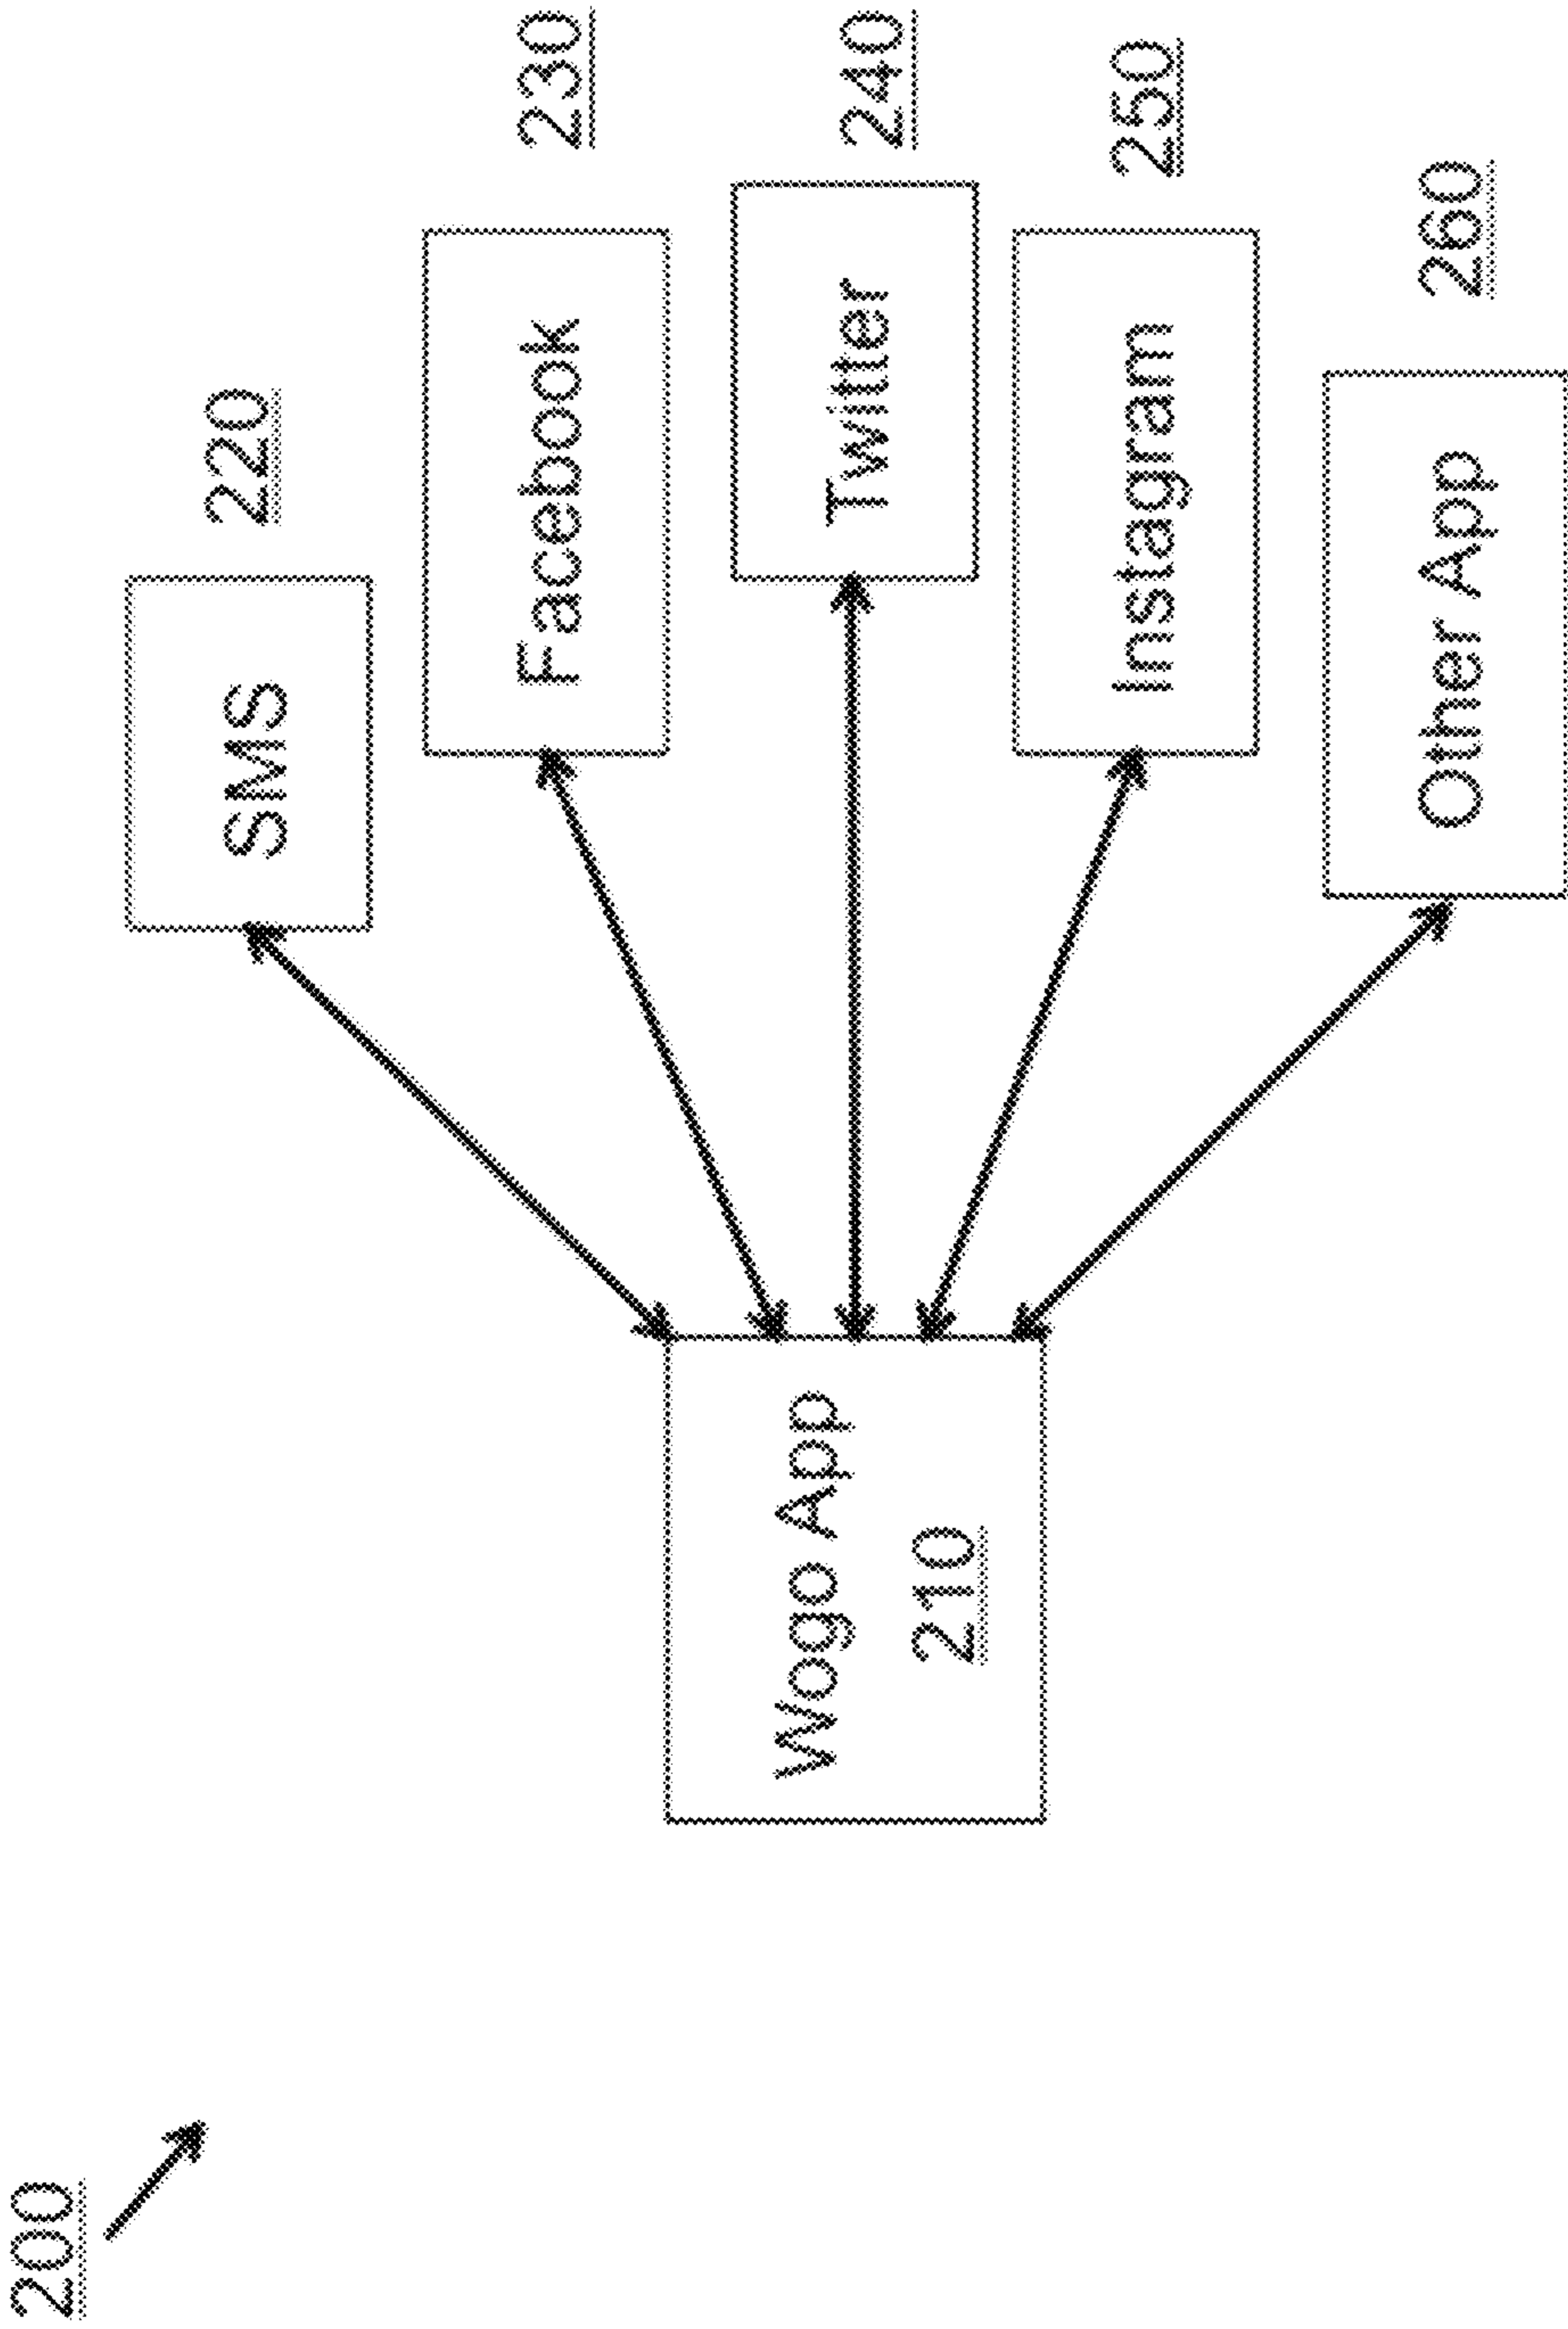 200
SMS
220
Facebook
230
Wogo App
210
Twitter
240
Instagram
250
Other App
260